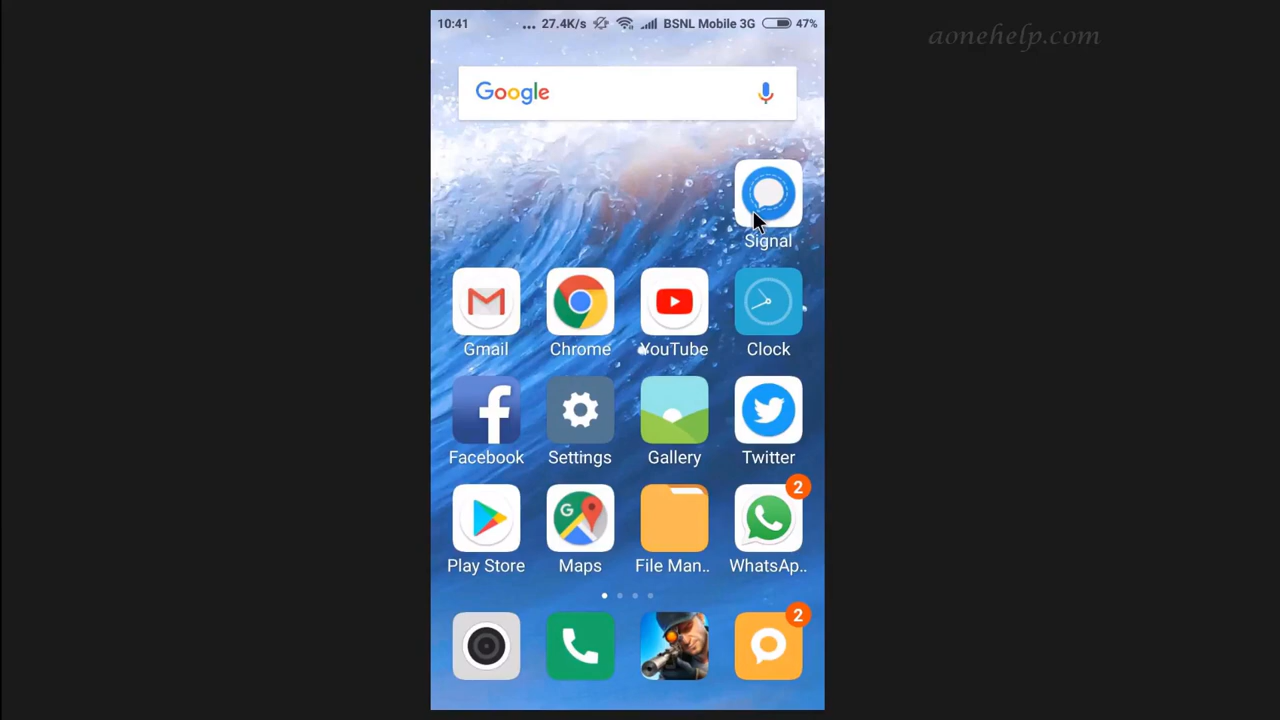 10:41 ... 27.4K/s BSNL Mobile 3G 47%
aonehelp.com
Google
Signal
Gmail Chrome YouTube Clock
Facebook Settings Gallery Twitter
2
Play Store Maps File Man.. WhatsAp..
2